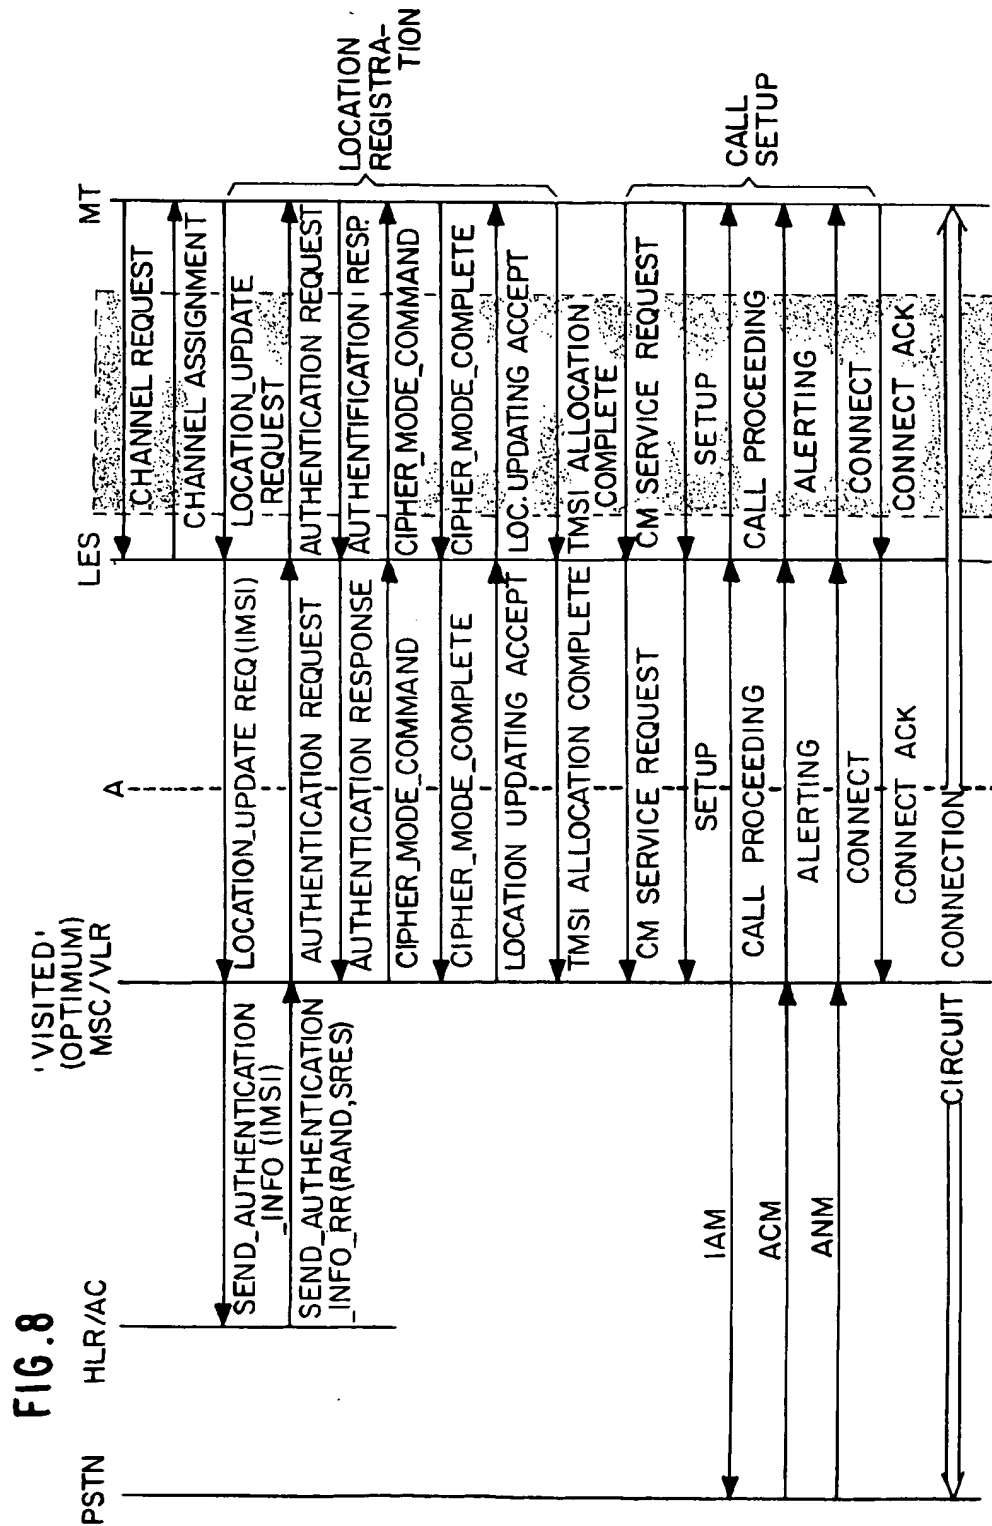 FIG.8
PSTN
HLR/AC
'VISITED'
(OPTIMUM)
MSC/VLR
A
LES
MT
CHANNEL REQUEST
CHANNEL ASSIGNMENT
SEND_AUTHENTICATION
_INFO (IMSI)
LOCATION_UPDATE REQ(IMSI)
LOCATION_UPDATE
REQUEST
SEND_AUTHENTICATION
_INFO_RR(RAND,SRES)
AUTHENTICATION REQUEST
AUTHENTICATION REQUEST
AUTHENTICATION RESPONSE
AUTHENTIFICATION RESP.
CIPHER_MODE_COMMAND
CIPHER_MODE_COMMAND
CIPHER_MODE_COMPLETE
CIPHER_MODE_COMPLETE
LOCATION UPDATING ACCEPT
LOC. UPDATING ACCEPT
TMSI ALLOCATION COMPLETE
TMSI ALLOCATION
COMPLETE
LOCATION
REGISTRA-
TION
CM SERVICE REQUEST
CM SERVICE REQUEST
SETUP
SETUP
IAM
CALL PROCEEDING
CALL PROCEEDING
ACM
ALERTING
ALERTING
ANM
CONNECT
CONNECT
CONNECT ACK
CONNECT ACK
CALL
SETUP
CIRCUIT CONNECTION